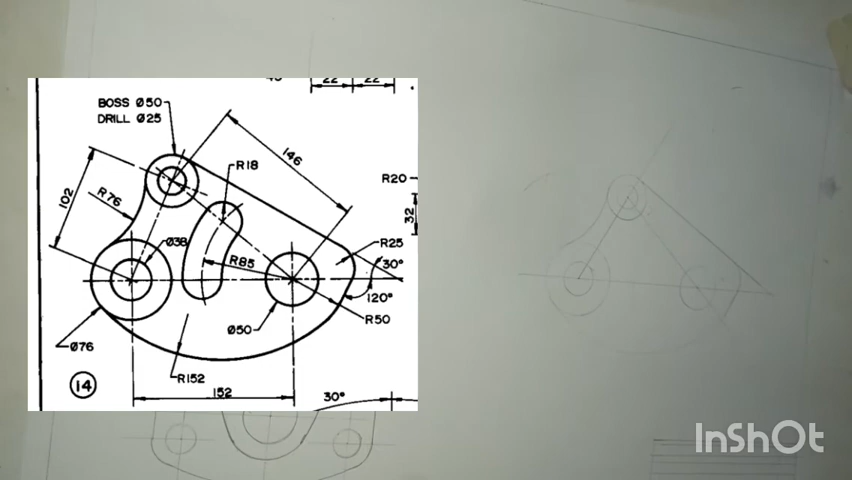 22 22
BOSS Ø50
DRILL Ø25
146
R18
R20
102
R76
32
Ø38
R25
R85
30°
120°
Ø50
R50
Ø76
R152
14
152
30°
InShOt